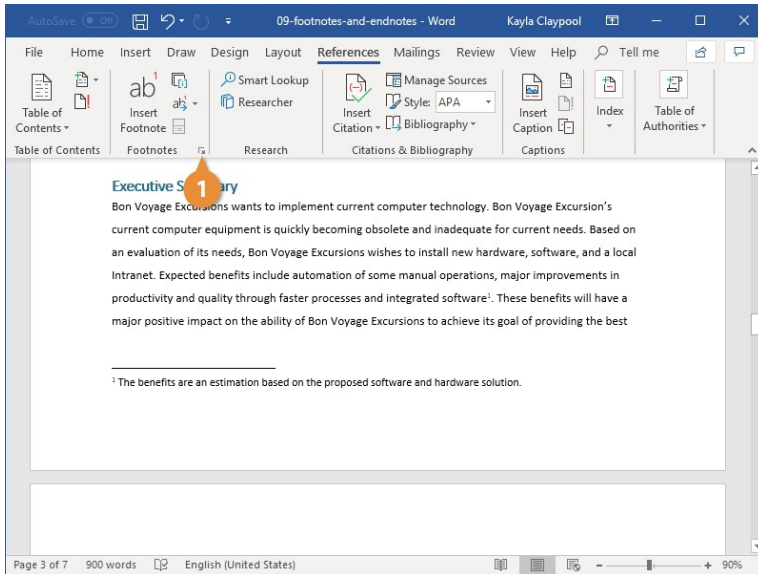 AutoSave Off 09-footnotes-and-endnotes - Word Kayla Claypool
File Home Insert Draw Design Layout References Mailings Review View Help Tell me
Table of Contents
Insert Footnote
ab
Smart Lookup
Researcher
Insert Citation
Manage Sources
Style: APA
Bibliography
Insert Caption
Index
Table of Authorities
Table of Contents Footnotes Research Citations & Bibliography Captions
1
Executive S ary
Bon Voyage Excursions wants to implement current computer technology. Bon Voyage Excursion's
current computer equipment is quickly becoming obsolete and inadequate for current needs. Based on
an evaluation of its needs, Bon Voyage Excursions wishes to install new hardware, software, and a local
Intranet. Expected benefits include automation of some manual operations, major improvements in
productivity and quality through faster processes and integrated software¹. These benefits will have a
major positive impact on the ability of Bon Voyage Excursions to achieve its goal of providing the best
¹ The benefits are an estimation based on the proposed software and hardware solution.
Page 3 of 7 900 words English (United States) 90%